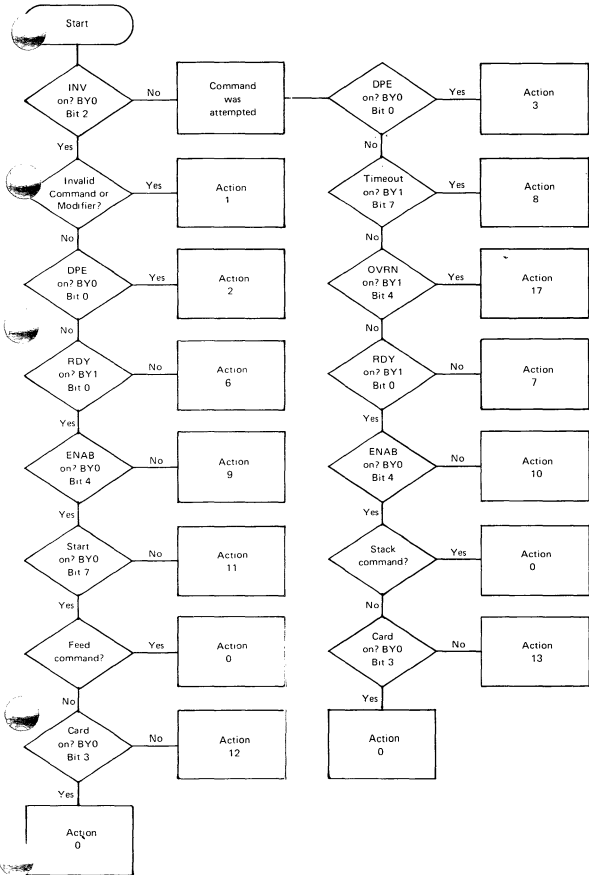 Start
INV
on? BY0
Bit 2
No
Command
was
attempted
Yes
Invalid
Command or
Modifier?
Yes
Action
1
No
DPE
on? BY0
Bit 0
Yes
Action
2
No
RDY
on? BY1
Bit 0
No
Action
6
Yes
ENAB
on? BY0
Bit 4
No
Action
9
Yes
Start
on? BY0
Bit 7
No
Action
11
Yes
Feed
command?
Yes
Action
0
No
Card
on? BY0
Bit 3
No
Action
12
Yes
Action
0
DPE
on? BY0
Bit 0
Yes
Action
3
No
Timeout
on? BY1
Bit 7
Yes
Action
8
No
OVRN
on? BY1
Bit 4
Yes
Action
17
No
RDY
on? BY1
Bit 0
No
Action
7
Yes
ENAB
on? BY0
Bit 4
No
Action
10
Yes
Stack
command?
Yes
Action
0
No
Card
on? BY0
Bit 3
No
Action
13
Yes
Action
0